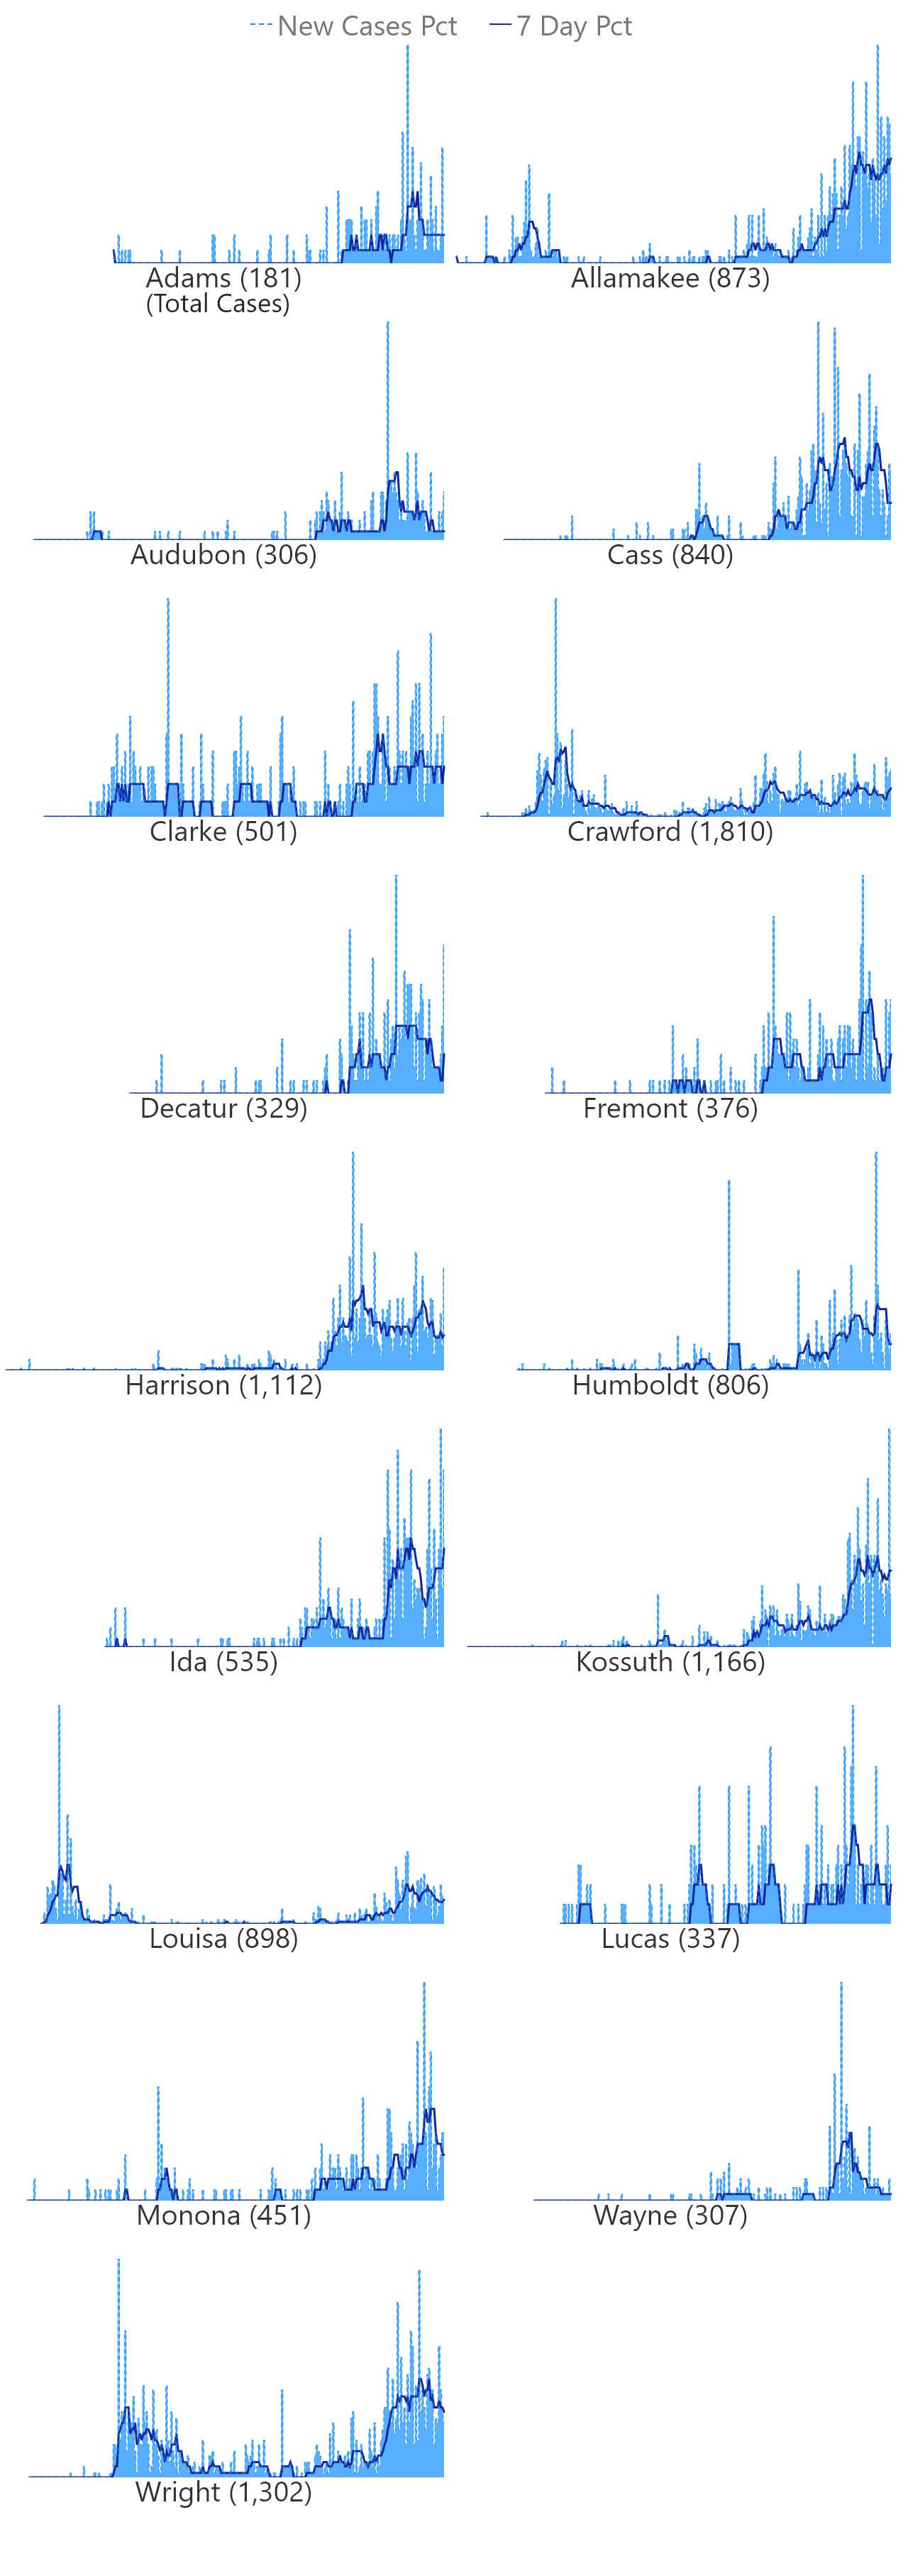 New Cases Pct 7 Day Pct
Adams (181)
(Total Cases)
Allamakee (873)
Audubon (306)
Cass (840)
Clarke (501)
Crawford (1,810)
Decatur (329)
Fremont (376)
Harrison (1,112)
Humboldt (806)
Ida (535)
Kossuth (1,166)
Louisa (898)
Lucas (337)
Monona (451)
Wayne (307)
Wright (1,302)